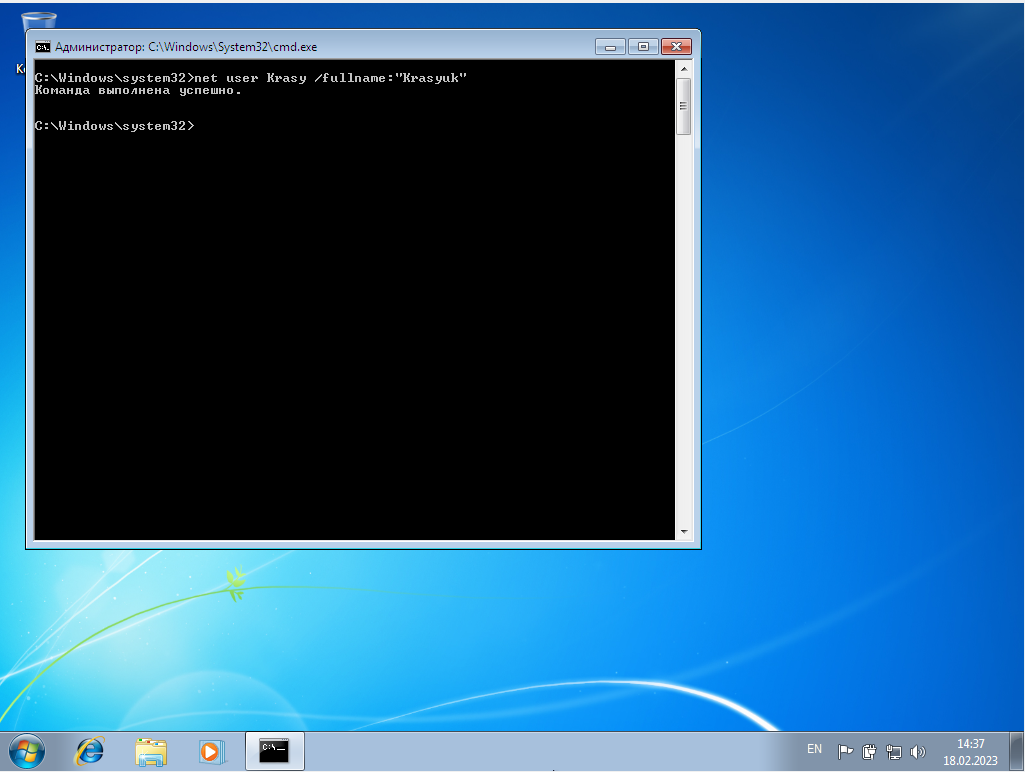 Администратор: C:\Windows\System32\cmd.exe
C:\Windows\system32>net user Krasy /fullname:"Krasyuk"
Команда выполнена успешно.
C:\Windows\system32>
EN
14:37
18.02.2023